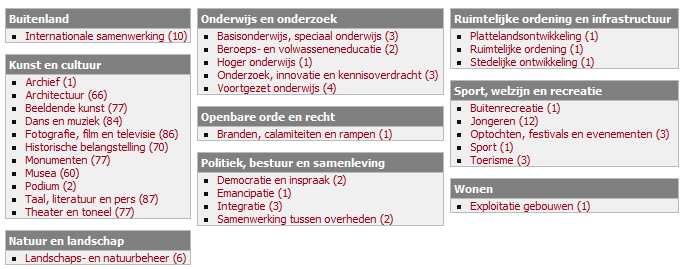 Buitenland
Internationale samenwerking (10)
Kunst en cultuur
Archief (1)
Architectuur (66)
Beeldende kunst (77)
Dans en muziek (84)
Fotografie, film en televisie (86)
Historische belangstelling (70)
Monumenten (77)
Musea (60)
Podium (2)
Taal, literatuur en pers (87)
Theater en toneel (77)
Natuur en landschap
Landschaps- en natuurbeheer (6)
Onderwijs en onderzoek
Basisonderwijs, speciaal onderwijs (3)
Beroeps- en volwasseneneducatie (2)
Hoger onderwijs (1)
Onderzoek, innovatie en kennisoverdracht (3)
Voortgezet onderwijs (4)
Openbare orde en recht
Branden, calamiteiten en rampen (1)
Politiek, bestuur en samenleving
Democratie en inspraak (2)
Emancipatie (1)
Integratie (3)
Samenwerking tussen overheden (2)
Ruimtelijke ordening en infrastructuur
Plattelandsontwikkeling (1)
Ruimtelijke ordening (1)
Stedelijke ontwikkeling (1)
Sport, welzijn en recreatie
Buitenrecreatie (1)
Jongeren (12)
Optochten, festivals en evenementen (3)
Sport (1)
Toerisme (3)
Wonen
Exploitatie gebouwen (1)